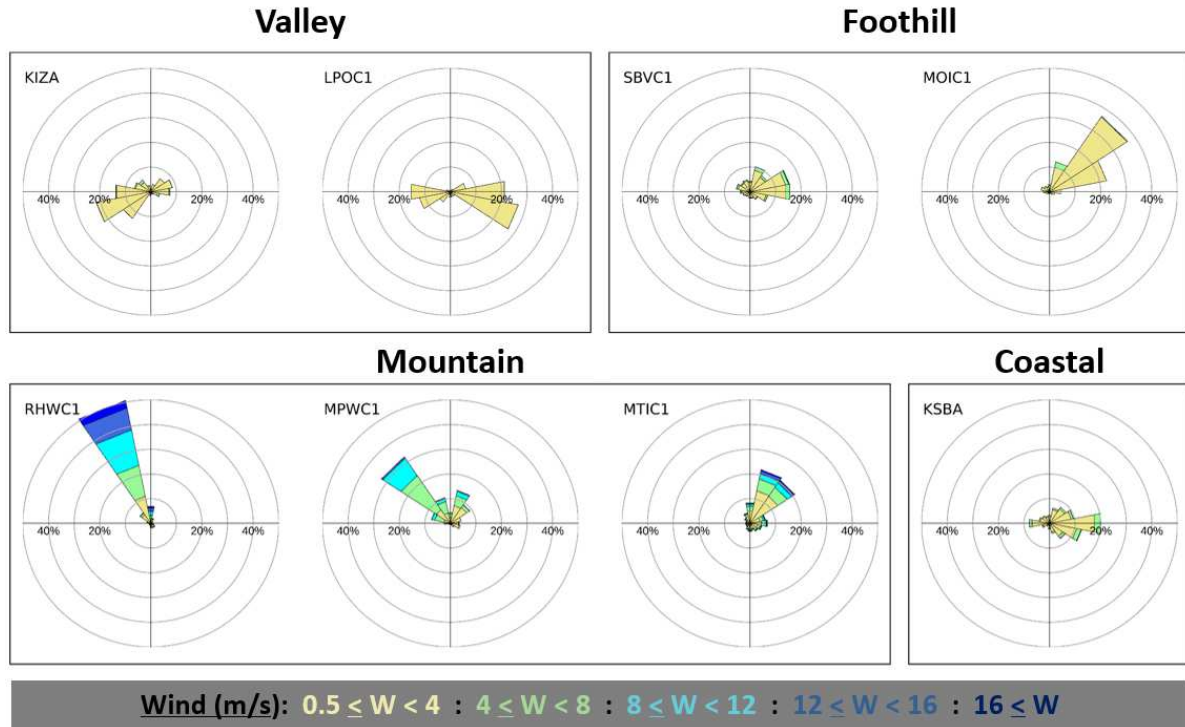 Valley Foothill
KIZA LPOC1 SBVC1 MOIC1
40% 20% 20% 40% 40% 20% 20% 40% 40% 20% 20% 40% 40% 20% 20% 40%
Mountain Coastal
RHWC1 MPWC1 MTIC1 KSBA
40% 20% 20% 40% 40% 20% 20% 40% 40% 20% 20% 40% 40% 20% 20% 40%
Wind (m/s): 0.5 ≤ W < 4 : 4 ≤ W < 8 : 8 ≤ W < 12 : 12 ≤ W < 16 : 16 ≤ W